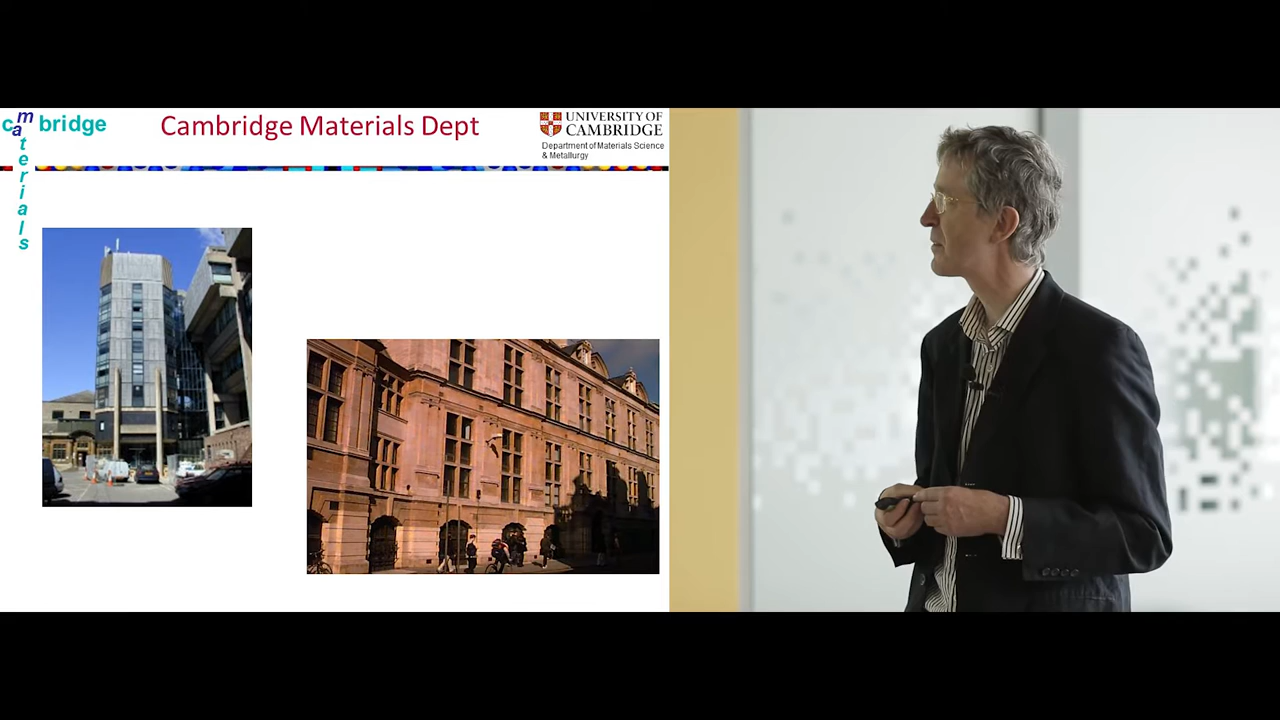 cambridge
materials
Cambridge Materials Dept
UNIVERSITY OF
CAMBRIDGE
Department of Materials Science
& Metallurgy